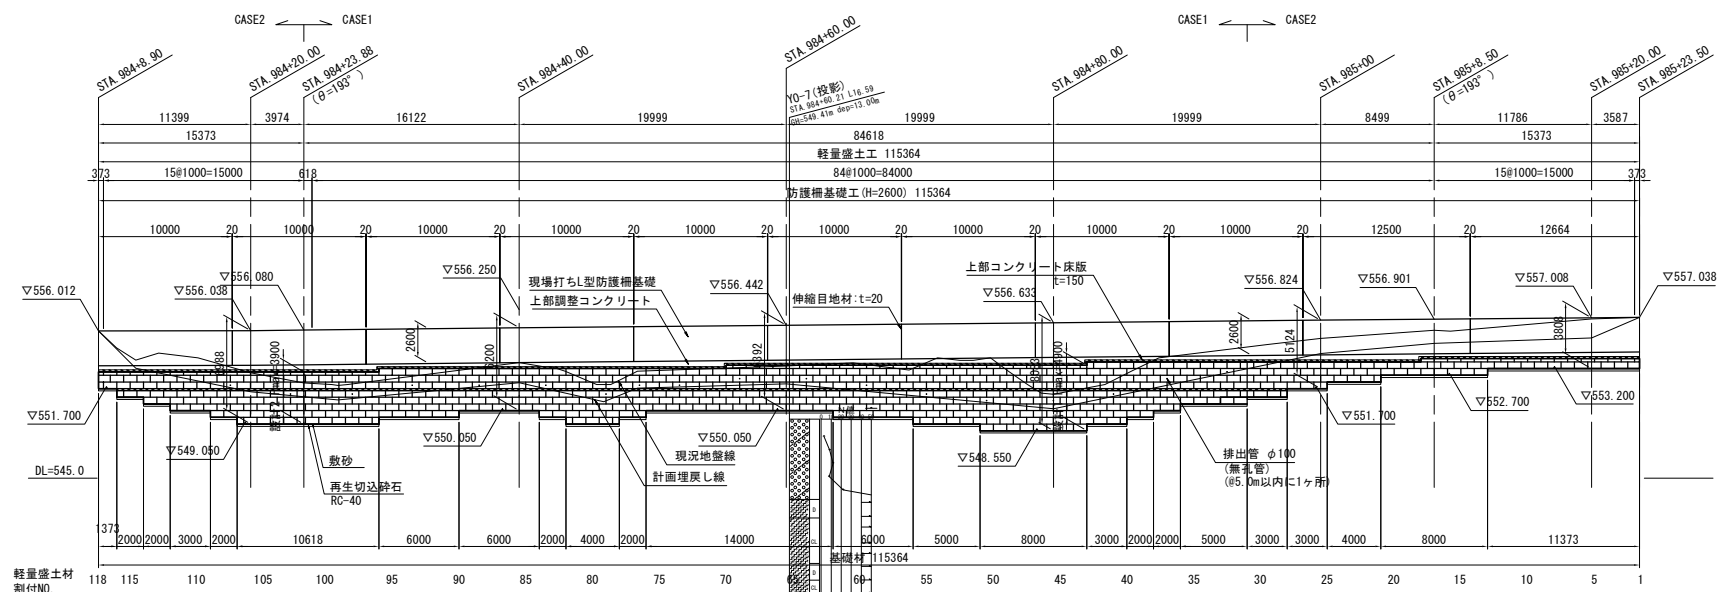 CASE2 CASE1
CASE1 CASE2
STA.984+8.90
STA.984+20.00
STA.984+23.88
(θ=193°)
STA.984+40.00
STA.984+60.00
YO-7(投影)
STA.984+60.21 L16.59
GH=549.41m dep=13.00m
STA.984+80.00
STA.985+00
STA.985+8.50
(θ=193°)
STA.985+20.00
STA.985+23.50
11399 3974 16122 19999 19999 19999 8499 11786 3587
15373 84618 15373
軽量盛土工 115364
373 15@1000=15000 618 84@1000=84000 15@1000=15000 373
防護柵基礎工(H=2600) 115364
10000 20 10000 20 10000 20 10000 20 10000 20 10000 20 10000 20 10000 20 10000 20 12500 20 12664
▽556.012
▽556.038
▽556.080
▽556.250
現場打ちL型防護柵基礎
上部調整コンクリート
▽556.442
伸縮目地材:t=20
上部コンクリート床版
t=150
▽556.633
▽556.824
▽556.901
▽557.008
▽557.038
2600
2600
5124
3808
▽551.700
▽549.050
▽550.050
▽550.050
▽548.550
▽551.700
▽552.700
▽553.200
DL=545.0
敷砂
再生切込砕石
RC-40
現況地盤線
計画埋戻し線
排出管 φ100
(無孔管)
(@5.0m以内に1ヶ所)
1373 2000 2000 3000 2000 10618 6000 6000 2000 4000 2000 14000 6000 5000 8000 3000 2000 2000 5000 3000 3000 4000 8000 11373
基礎材 115364
軽量盛土材
割付NO
118 115 110 105 100 95 90 85 80 75 70 65 60 55 50 45 40 35 30 25 20 15 10 5 1